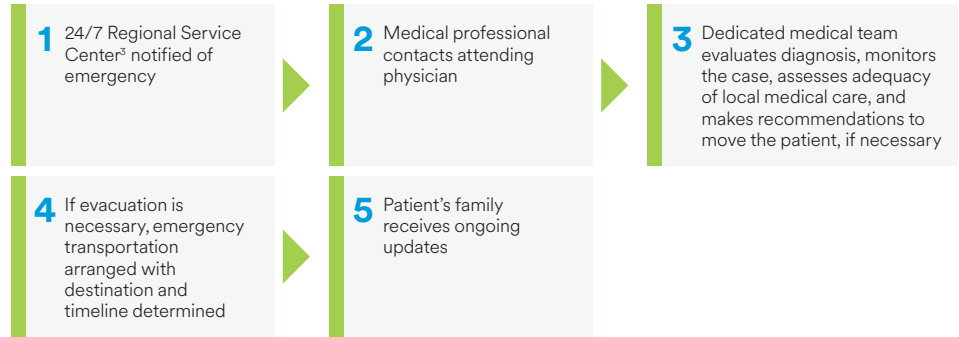 1 24/7 Regional Service
Center³ notified of
emergency
2 Medical professional
contacts attending
physician
3 Dedicated medical team
evaluates diagnosis, monitors
the case, assesses adequacy
of local medical care, and
makes recommendations to
move the patient, if necessary
4 If evacuation is
necessary, emergency
transportation
arranged with
destination and
timeline determined
5 Patient’s family
receives ongoing
updates